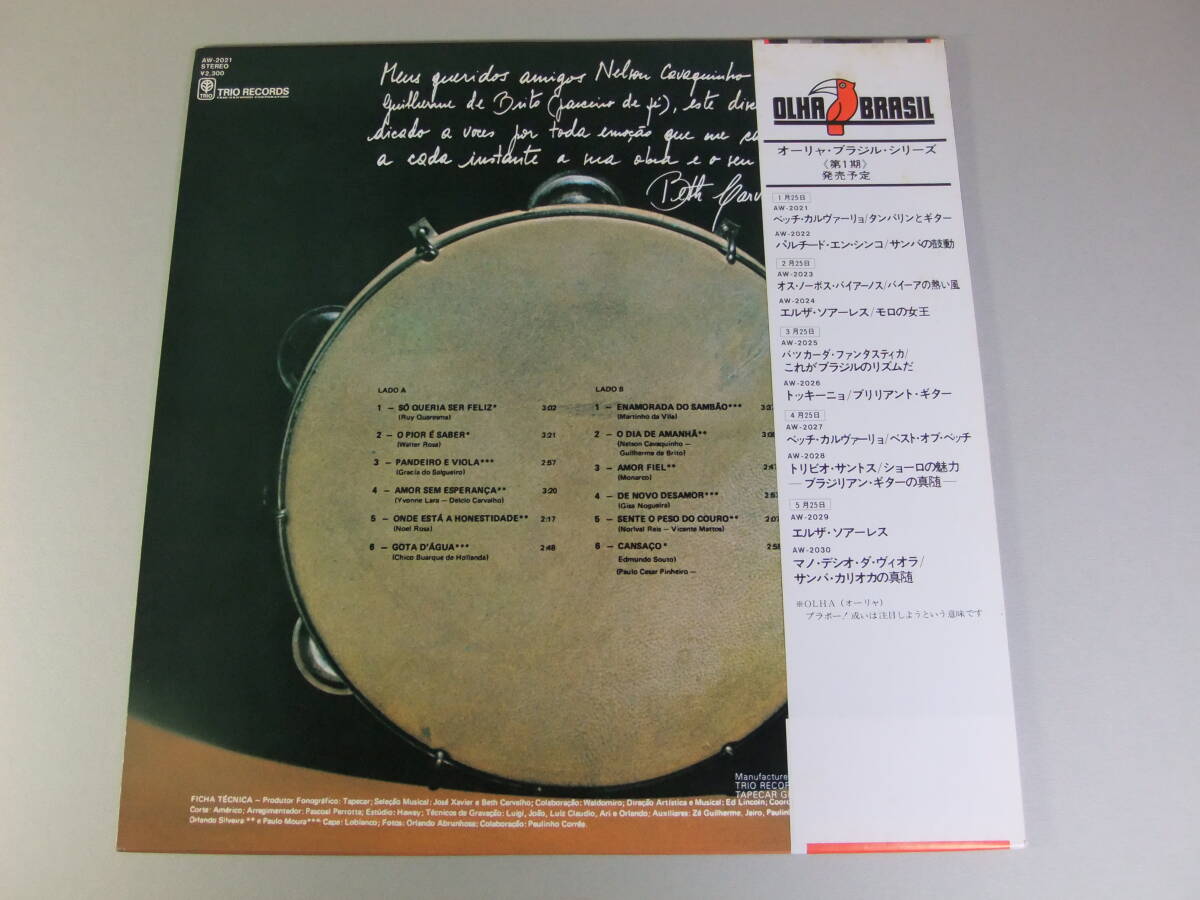 AW-2021
STEREO
¥2,300
TRIO
TRIO RECORDS
Meus queridos amigos Nelson Cavaquinho
Guilherme de Brito (parceiro de fé), este
dicado a voces por toda emoção que me
a cada instante a sua obra e o seu
Beth
LADO A
1 – SÓ QUERIA SER FELIZ* 3:02
(Ruy Quaresma)
2 – O PIOR É SABER* 3:21
(Walter Rosa)
3 – PANDEIRO E VIOLA*** 2:57
(Gracia do Salgueiro)
4 – AMOR SEM ESPERANÇA** 3:20
(Yvonne Lara – Delcio Carvalho)
5 – ONDE ESTÁ A HONESTIDADE** 2:17
(Noel Rosa)
6 – GOTA D'ÁGUA*** 2:48
(Chico Buarque de Hollanda)
LADO B
1 – ENAMORADA DO SAMBÃO***
(Martinho da Vila)
2 – O DIA DE AMANHÃ**
(Nelson Cavaquinho –
Guilherme de Brito)
3 – AMOR FIEL**
(Monarco)
4 – DE NOVO DESAMOR***
(Gisa Nogueira)
5 – SENTE O PESO DO COURO**
(Norival Reis – Vicente Mattos)
6 – CANSAÇO*
Edmundo Souto)
(Paulo Cesar Pinheiro –
Manufacture
TRIO RECOR
TAPECAR G
FICHA TÉCNICA – Produtor Fonográfico: Tapecar; Seleção Musical: José Xavier e Beth Carvalho; Colaboração: Waldomiro; Direção Artística e Musical: Ed Lincoln; Coord
Corte: Américo; Arregimentador: Pascoal Perrotta; Estúdio: Haway; Técnicos de Gravação: Luigi, João, Luiz Claudio, Ari e Orlando; Auxiliares: Zé Guilherme, Jairo, Paulin
Orlando Silveira ** e Paulo Moura*** Capa: Lobianco; Fotos: Orlando Abrunhosa; Colaboração: Paulinho Corrêa.
OLHA BRASIL
オーリャ・ブラジル・シリーズ
《第1期》
発売予定
1月25日
AW-2021
ベッチ・カルヴァーリョ/タンバリンとギター
AW-2022
パルチード・エン・シンコ/サンバの鼓動
2月25日
AW-2023
オス・ノーボス・バイアーノス/バイーアの熱い風
AW-2024
エルザ・ソアーレス/モロの女王
3月25日
AW-2025
バツカーダ・ファンタスティカ/
これがブラジルのリズムだ
AW-2026
トッキーニョ/ブリリアント・ギター
4月25日
AW-2027
ベッチ・カルヴァーリョ/ベスト・オブ・ベッチ
AW-2028
トリビオ・サントス/ショーロの魅力
—ブラジリアン・ギターの真随—
5月25日
AW-2029
エルザ・ソアーレス
AW-2030
マノ・デシオ・ダ・ヴィオラ/
サンバ・カリオカの真随
※OLHA (オーリャ)
ブラボー!或いは注目しようという意味です